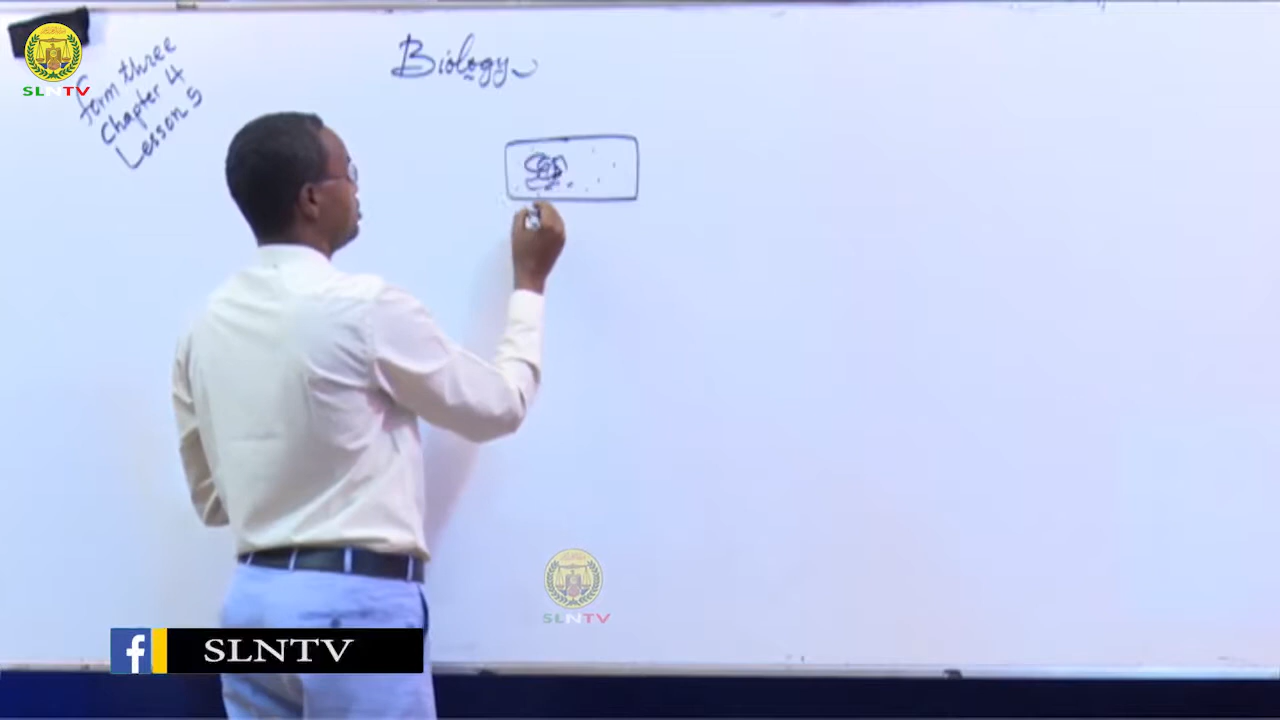 SLNTV
form three
Chapter 4
Lesson 5
Biology
SLNTV
SLNTV